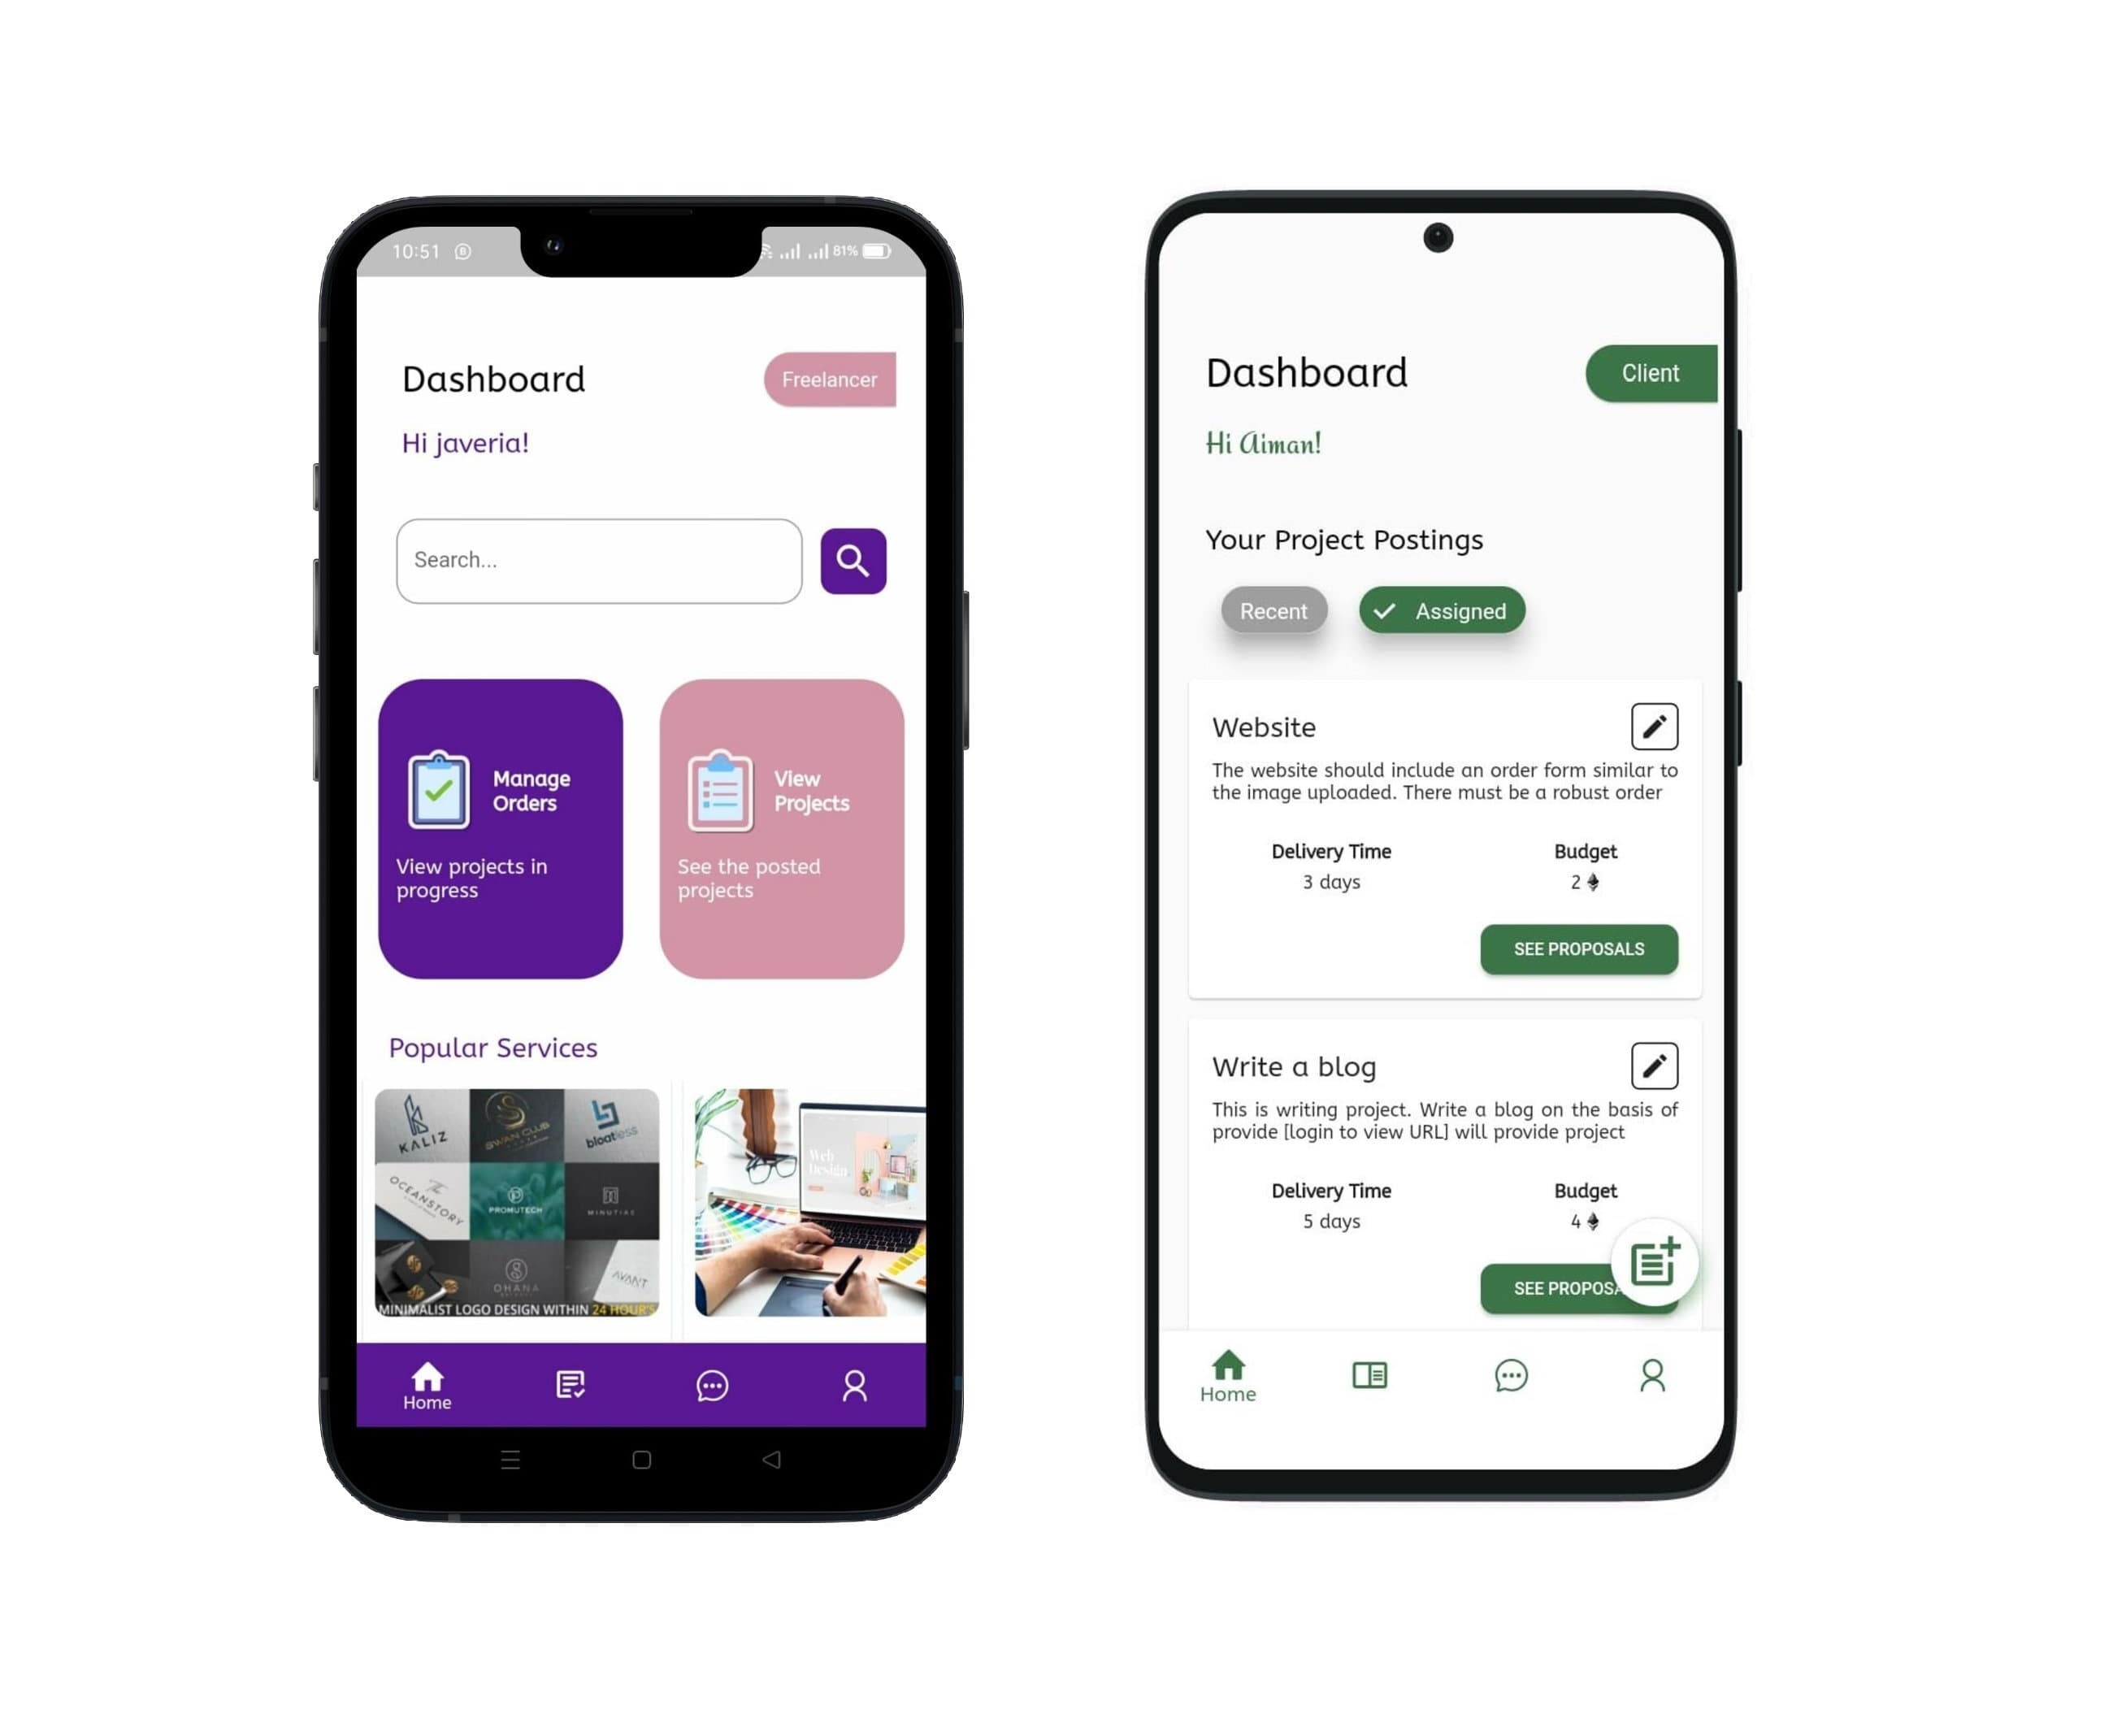 10:51
81%
Dashboard
Freelancer
Hi javeria!
Search...
Manage
Orders
View projects in
progress
View
Projects
See the posted
projects
Popular Services
KALIZ
SWAN CLUB
bloatless
The
OCEANSTORY
PROMUTECH
MINUTIAE
OHANA
AVANT
MINIMALIST LOGO DESIGN WITHIN 24 HOUR'S
Web
Design
Home
Dashboard
Client
Hi Aiman!
Your Project Postings
Recent
Assigned
Website
The website should include an order form similar to
the image uploaded. There must be a robust order
Delivery Time
Budget
3 days
2
SEE PROPOSALS
Write a blog
This is writing project. Write a blog on the basis of
provide [login to view URL] will provide project
Delivery Time
Budget
5 days
4
SEE PROPOSA
Home